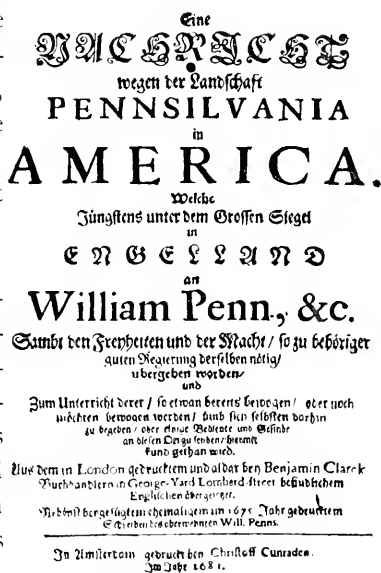 Eine
NACHRICHT
wegen der Landschaft
PENNSILVANIA
in
AMERICA.
Welche
Jüngstens unter dem Grossen Siegel
in
ENGELLAND
an
William Penn, &c.
Sambt den Freyheiten und der Macht / so zu behöriger
guten Regierung derselben nötig /
übergeben worden /
und
Zum Unterricht derer / so etwan bereits bewogen / oder noch
möchten bewogen werden / sich selbsten dorhin
zu begeben / oder einige Bediente und Gesinde
an diesen Ort zu senden / hiermit
kund gethan wird.
Aus dem in London gedrucktem und aldar bey Benjamin Clarck
Buchhändlern in George-Yard Lombard-street befindlichem
Englischen übergesetzet.
Nebenst beygefügtem ehemaligem im 1675 Jahr gedrucktem
Schreiben des oberwehnten Will. Penns.
In Amsterdam gedruckt bey Christoff Cunraden.
Im Jahr 1681.